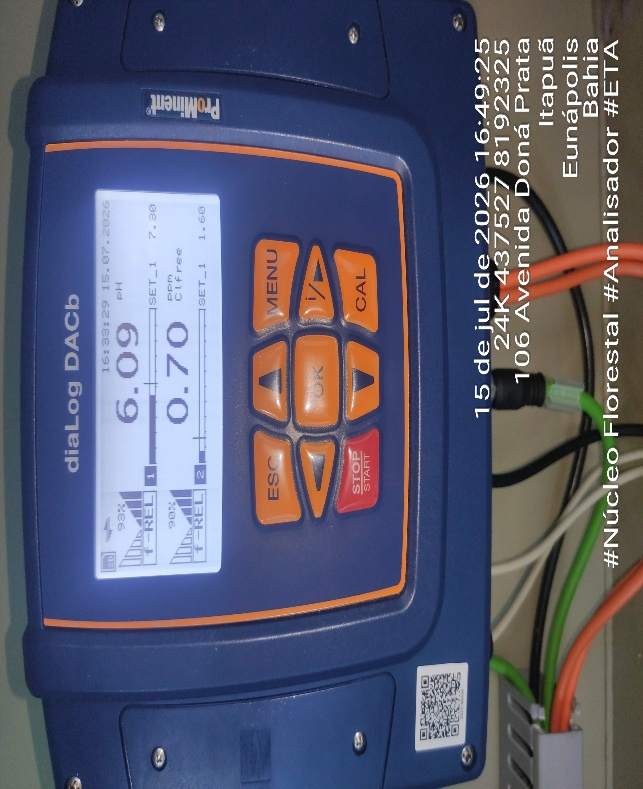 ProMinent®
diaLog DACb
16:33:29 15.07.2026
93%
6.09 pH
f-REL 1 SET_1 7.30
90%
0.70 ppm
Clfree
f-REL 2 SET_1 1.60
ESC
MENU
OK
i/
STOP
START
CAL
15 de jul de 2026 16:49:25
24K 437527 8192325
106 Avenida Doná Prata
Itapuã
Eunápolis
Bahia
#Núcleo Florestal #Analisador #ETA